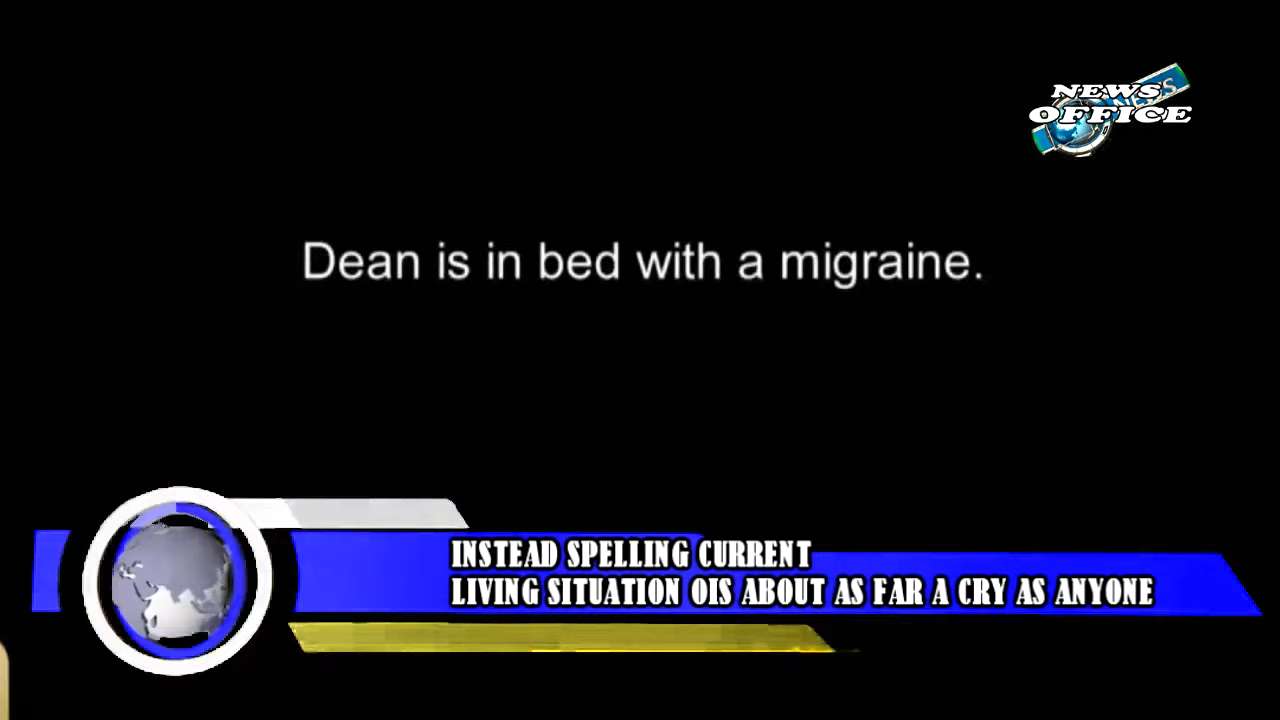 NEWS
OFFICE
Dean is in bed with a migraine.
INSTEAD SPELLING CURRENT
LIVING SITUATION OIS ABOUT AS FAR A CRY AS ANYONE